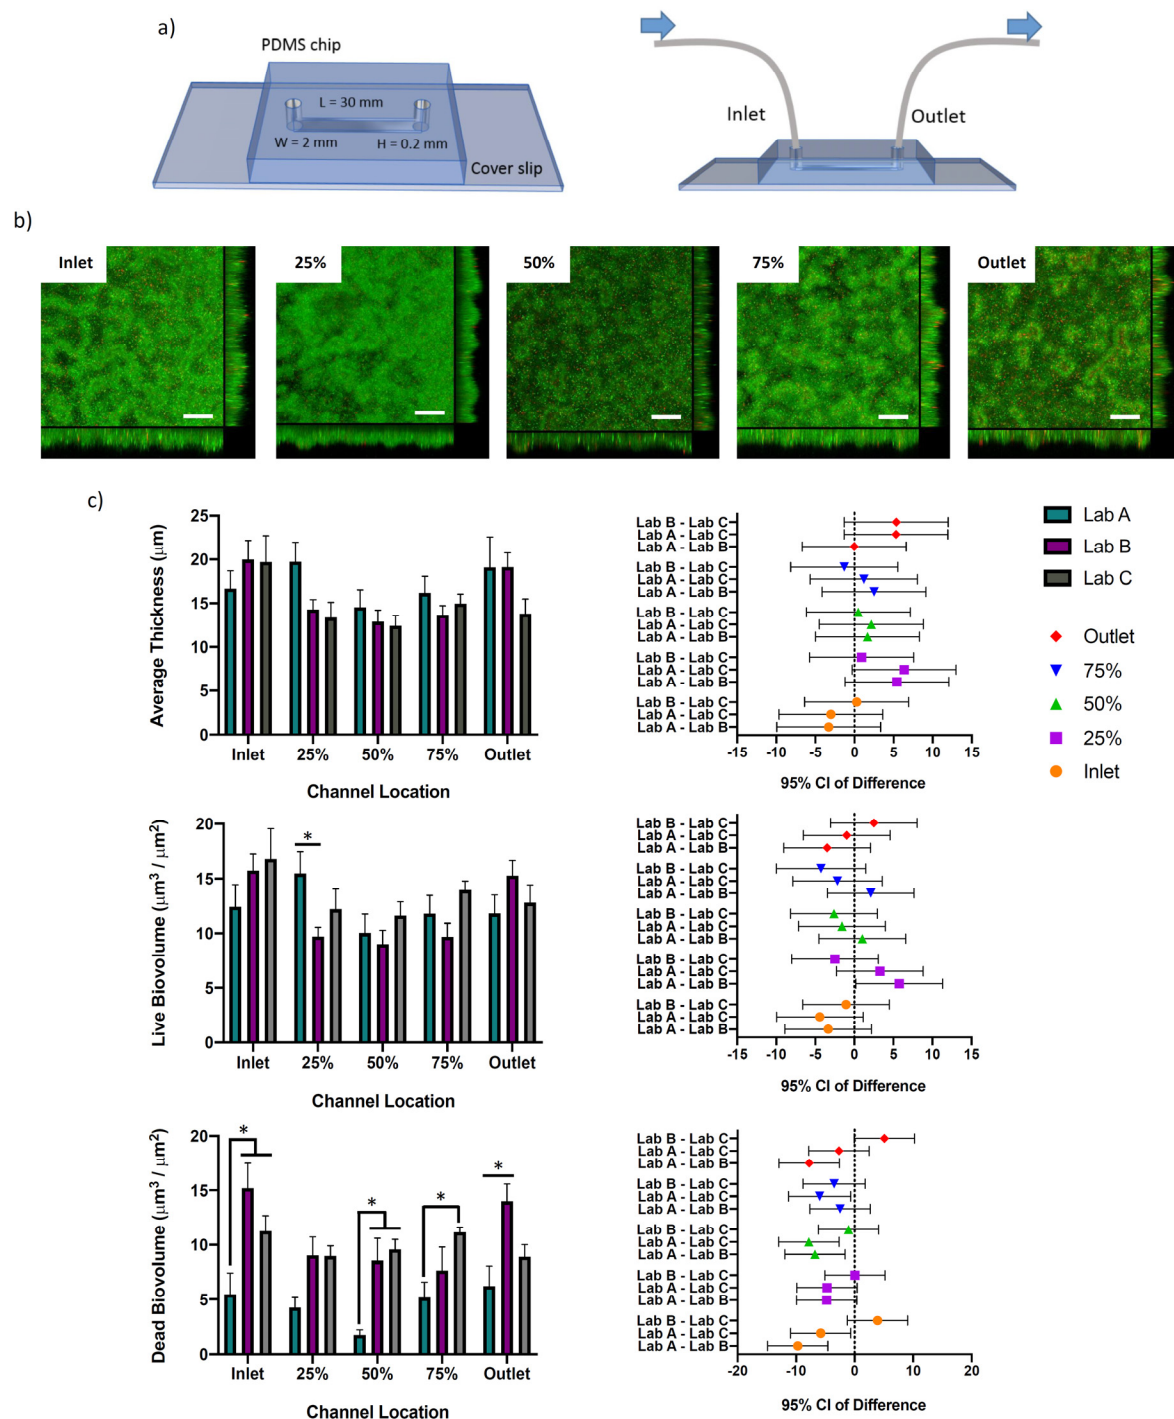 a)
PDMS chip
L = 30 mm
W = 2 mm
H = 0.2 mm
Cover slip
Inlet
Outlet
b)
Inlet
25%
50%
75%
Outlet
c)
Average Thickness (μm)
25
20
15
10
5
0
Inlet 25% 50% 75% Outlet
Channel Location
Lab B - Lab C
Lab A - Lab C
Lab A - Lab B
Lab B - Lab C
Lab A - Lab C
Lab A - Lab B
Lab B - Lab C
Lab A - Lab C
Lab A - Lab B
Lab B - Lab C
Lab A - Lab C
Lab A - Lab B
Lab B - Lab C
Lab A - Lab C
Lab A - Lab B
-15 -10 -5 0 5 10 15
95% CI of Difference
Lab A
Lab B
Lab C
Outlet
75%
50%
25%
Inlet
Live Biovolume (μm³ / μm²)
20
15
10
5
0
*
Inlet 25% 50% 75% Outlet
Channel Location
Lab B - Lab C
Lab A - Lab C
Lab A - Lab B
Lab B - Lab C
Lab A - Lab C
Lab A - Lab B
Lab B - Lab C
Lab A - Lab C
Lab A - Lab B
Lab B - Lab C
Lab A - Lab C
Lab A - Lab B
Lab B - Lab C
Lab A - Lab C
Lab A - Lab B
-15 -10 -5 0 5 10 15
95% CI of Difference
Dead Biovolume (μm³ / μm²)
20
15
10
5
0
* * * *
Inlet 25% 50% 75% Outlet
Channel Location
Lab B - Lab C
Lab A - Lab C
Lab A - Lab B
Lab B - Lab C
Lab A - Lab C
Lab A - Lab B
Lab B - Lab C
Lab A - Lab C
Lab A - Lab B
Lab B - Lab C
Lab A - Lab C
Lab A - Lab B
Lab B - Lab C
Lab A - Lab C
Lab A - Lab B
-20 -10 0 10 20
95% CI of Difference